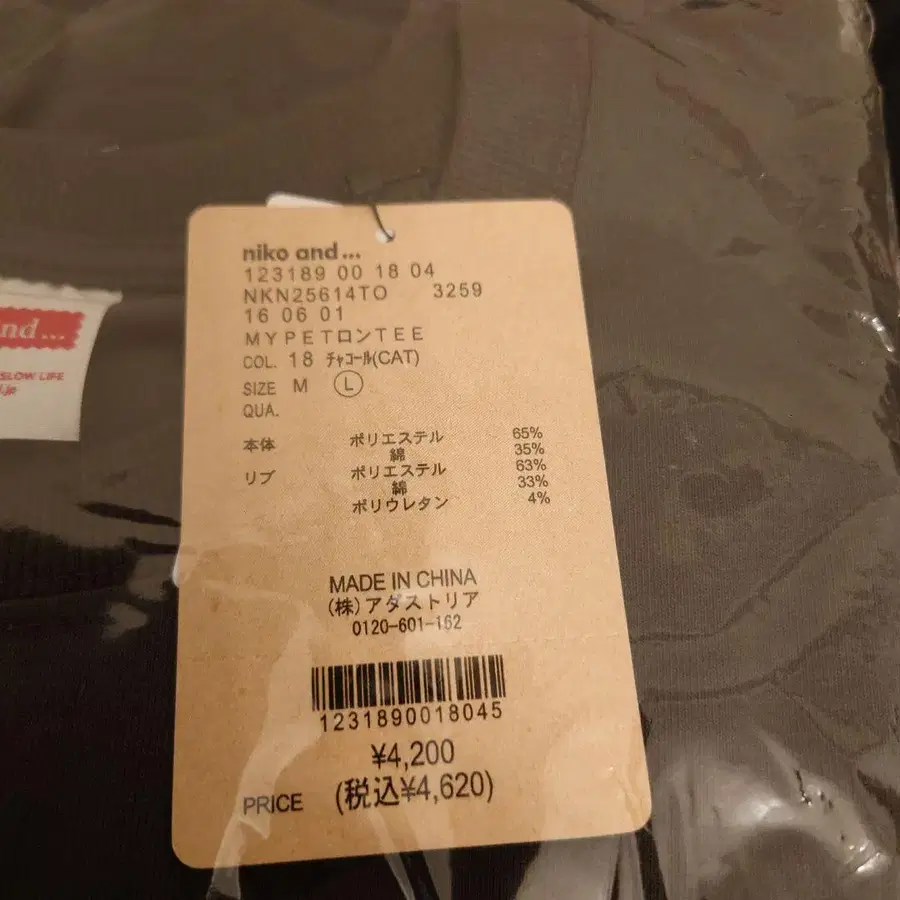 niko and...
123189 00 18 04
NKN25614TO 3259
16 06 01
MYPETロンTEE
COL. 18 チャコール(CAT)
SIZE M L
QUA.
本体 ポリエステル 65%
綿 35%
リブ ポリエステル 63%
綿 33%
ポリウレタン 4%
MADE IN CHINA
(株)アダストリア
0120-601-162
1231890018045
¥4,200
PRICE (税込¥4,620)
nd...
SLOW LIFE
.jp